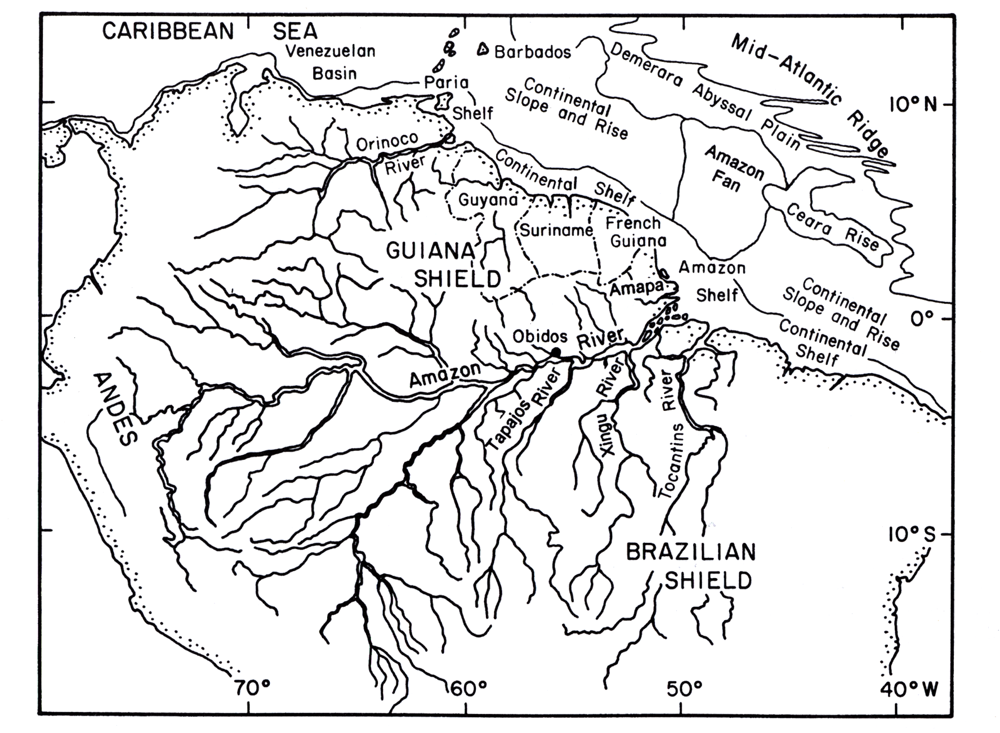 CARIBBEAN SEA
Venezuelan
Basin
Barbados
Mid-Atlantic Ridge
Demerara Abyssal Plain
Paria
Shelf
Continental
Slope and Rise
10°N
Orinoco
River
Continental Shelf
Amazon
Fan
Guyana
Suriname
French
Guiana
Ceara Rise
GUIANA
SHIELD
Amapa
Amazon
Shelf
Continental
Slope and Rise
0°
Continental
Shelf
Obidos
Amazon River
ANDES
Tapajos River
Xingu River
Tocantins River
10°S
BRAZILIAN
SHIELD
70°
60°
50°
40°W